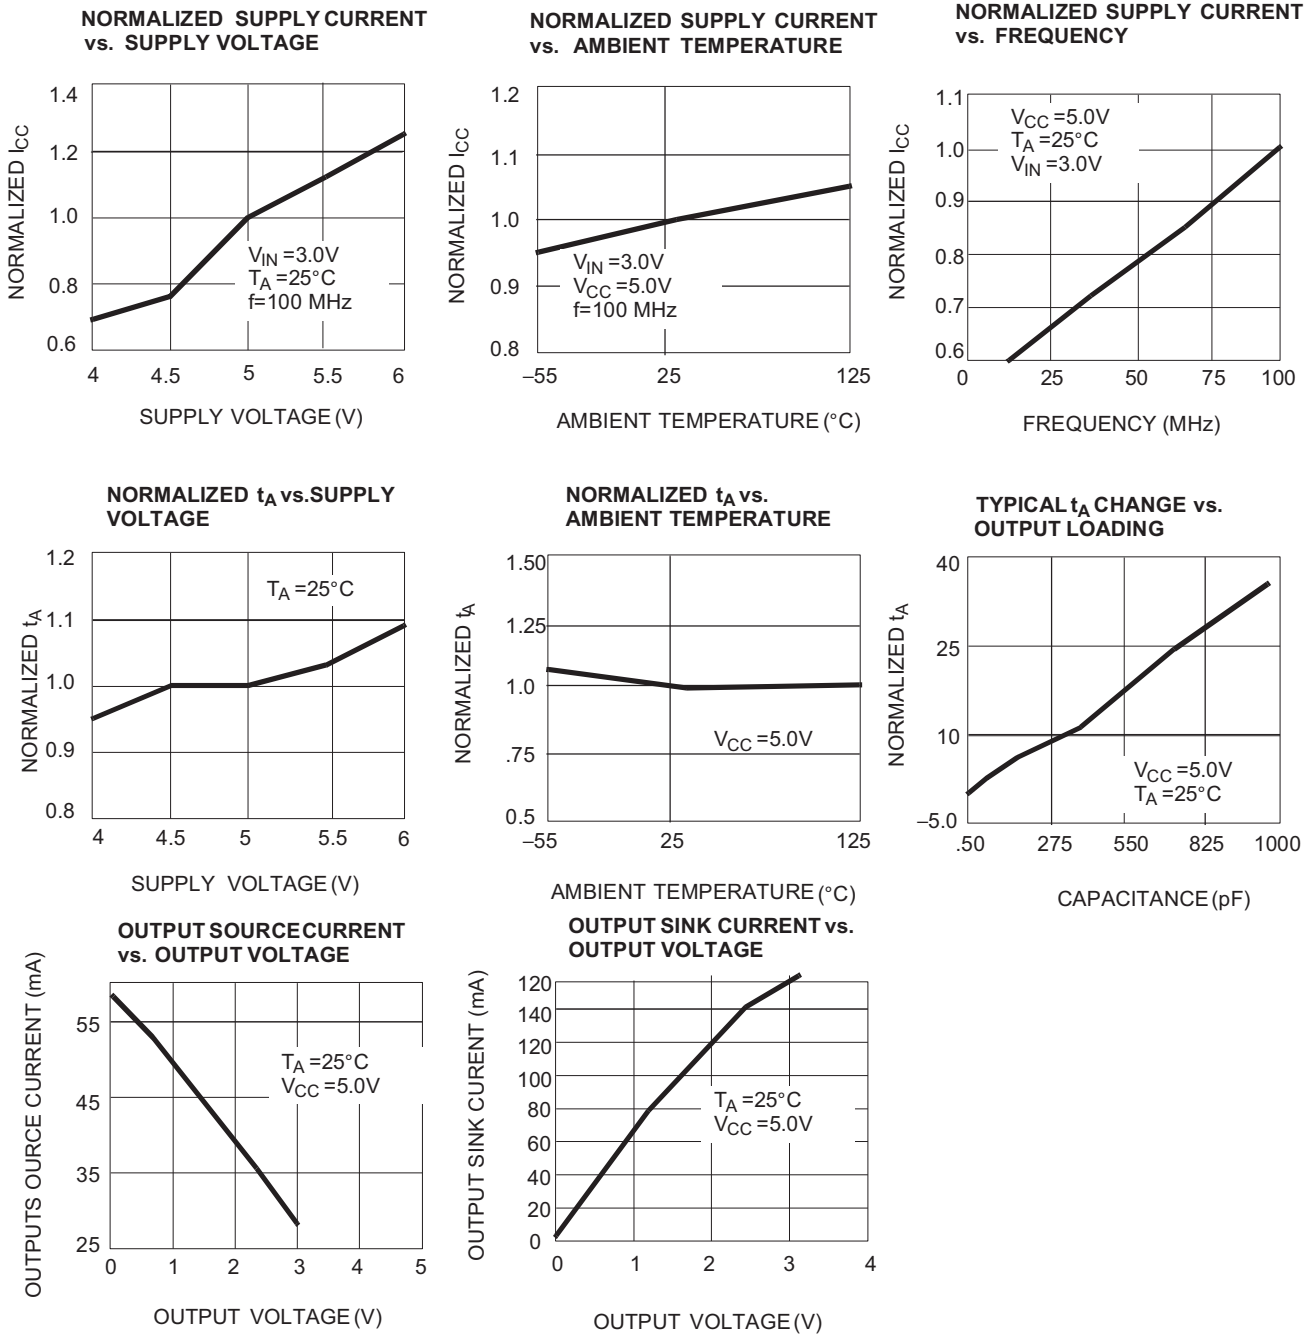 NORMALIZED SUPPLY CURRENT
vs. SUPPLY VOLTAGE
1.4
1.2
1.0
0.8
0.6
NORMALIZED ICC
VIN =3.0V
TA =25°C
f=100 MHz
4 4.5 5 5.5 6
SUPPLY VOLTAGE (V)
NORMALIZED SUPPLY CURRENT
vs. AMBIENT TEMPERATURE
1.2
1.1
1.0
0.9
0.8
NORMALIZED ICC
VIN =3.0V
VCC =5.0V
f=100 MHz
–55 25 125
AMBIENT TEMPERATURE (°C)
NORMALIZED SUPPLY CURRENT
vs. FREQUENCY
1.1
1.0
0.9
0.8
0.7
0.6
NORMALIZED ICC
VCC =5.0V
TA =25°C
VIN =3.0V
0 25 50 75 100
FREQUENCY (MHz)
NORMALIZED tA vs.SUPPLY
VOLTAGE
1.2
1.1
1.0
0.9
0.8
NORMALIZED tA
TA =25°C
4 4.5 5 5.5 6
SUPPLY VOLTAGE (V)
NORMALIZED tA vs.
AMBIENT TEMPERATURE
1.50
1.25
1.0
.75
0.5
NORMALIZED tA
VCC =5.0V
–55 25 125
AMBIENT TEMPERATURE (°C)
TYPICAL tA CHANGE vs.
OUTPUT LOADING
40
25
10
–5.0
NORMALIZED tA
VCC =5.0V
TA =25°C
.50 275 550 825 1000
CAPACITANCE (pF)
OUTPUT SOURCE CURRENT
vs. OUTPUT VOLTAGE
55
45
35
25
OUTPUTS OURCE CURRENT (mA)
TA =25°C
VCC =5.0V
0 1 2 3 4 5
OUTPUT VOLTAGE (V)
OUTPUT SINK CURRENT vs.
OUTPUT VOLTAGE
120
140
120
100
80
60
40
20
0
OUTPUT SINK CURENT (mA)
TA =25°C
VCC =5.0V
0 1 2 3 4
OUTPUT VOLTAGE (V)